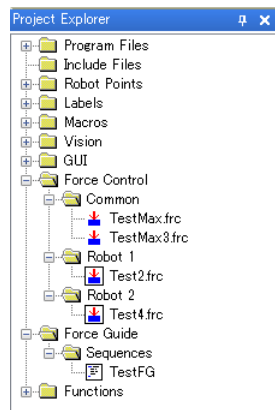 Project Explorer
Program Files
Include Files
Robot Points
Labels
Macros
Vision
GUI
Force Control
Common
TestMax.frc
TestMax3.frc
Robot 1
Test2.frc
Robot 2
Test4.frc
Force Guide
Sequences
TestFG
Functions